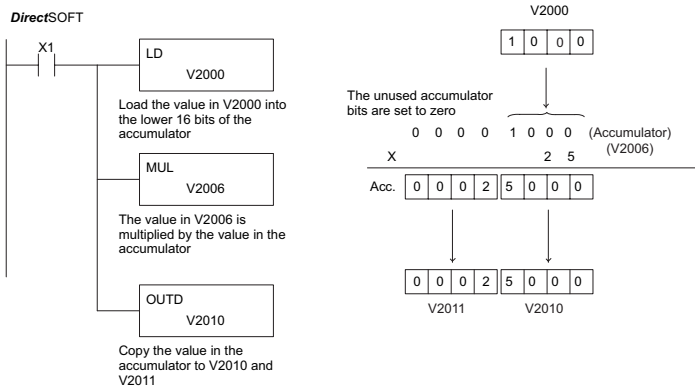 DirectSOFT
X1
LD
V2000
Load the value in V2000 into
the lower 16 bits of the
accumulator
MUL
V2006
The value in V2006 is
multiplied by the value in the
accumulator
OUTD
V2010
Copy the value in the
accumulator to V2010 and
V2011
V2000
1 0 0 0
The unused accumulator
bits are set to zero
0 0 0 0 1 0 0 0 (Accumulator)
X 2 5 (V2006)
Acc. 0 0 0 2 5 0 0 0
0 0 0 2 5 0 0 0
V2011 V2010